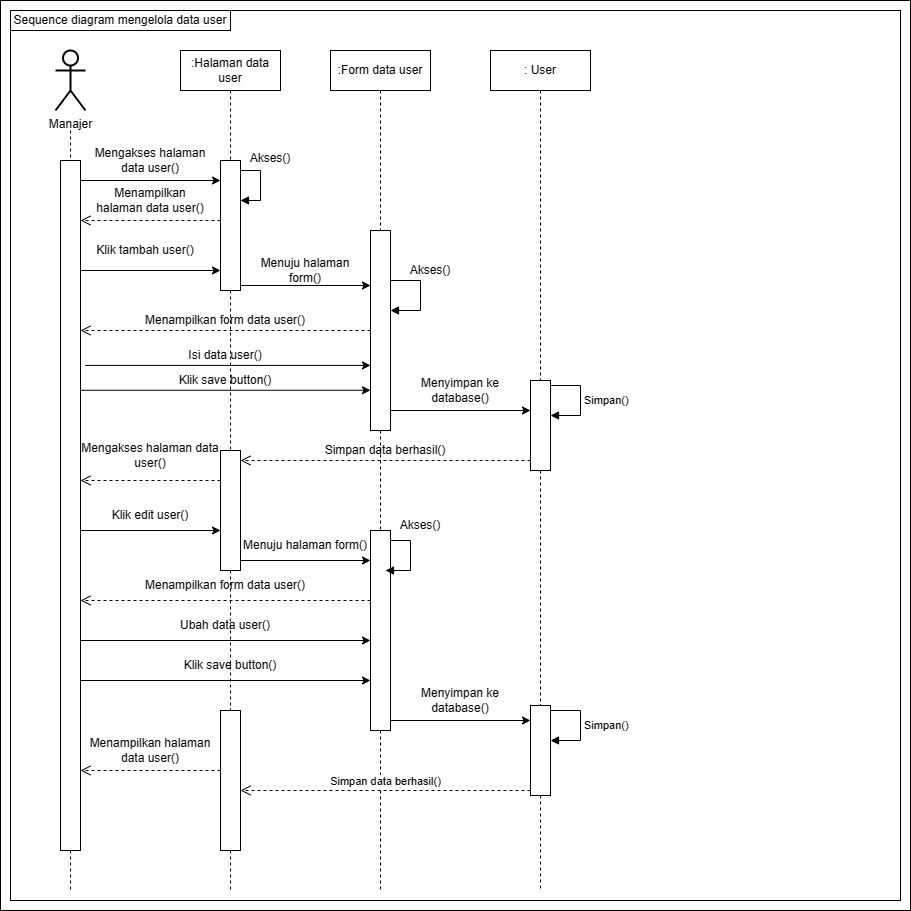 Sequence diagram mengelola data user
:Halaman data
user
:Form data user
: User
Manajer
Mengakses halaman
data user()
Akses()
Menampilkan
halaman data user()
Klik tambah user()
Menuju halaman
form()
Akses()
Menampilkan form data user()
Isi data user()
Klik save button()
Menyimpan ke
database()
Simpan()
Mengakses halaman data
user()
Simpan data berhasil()
Klik edit user()
Akses()
Menuju halaman form()
Menampilkan form data user()
Ubah data user()
Klik save button()
Menyimpan ke
database()
Simpan()
Menampilkan halaman
data user()
Simpan data berhasil()